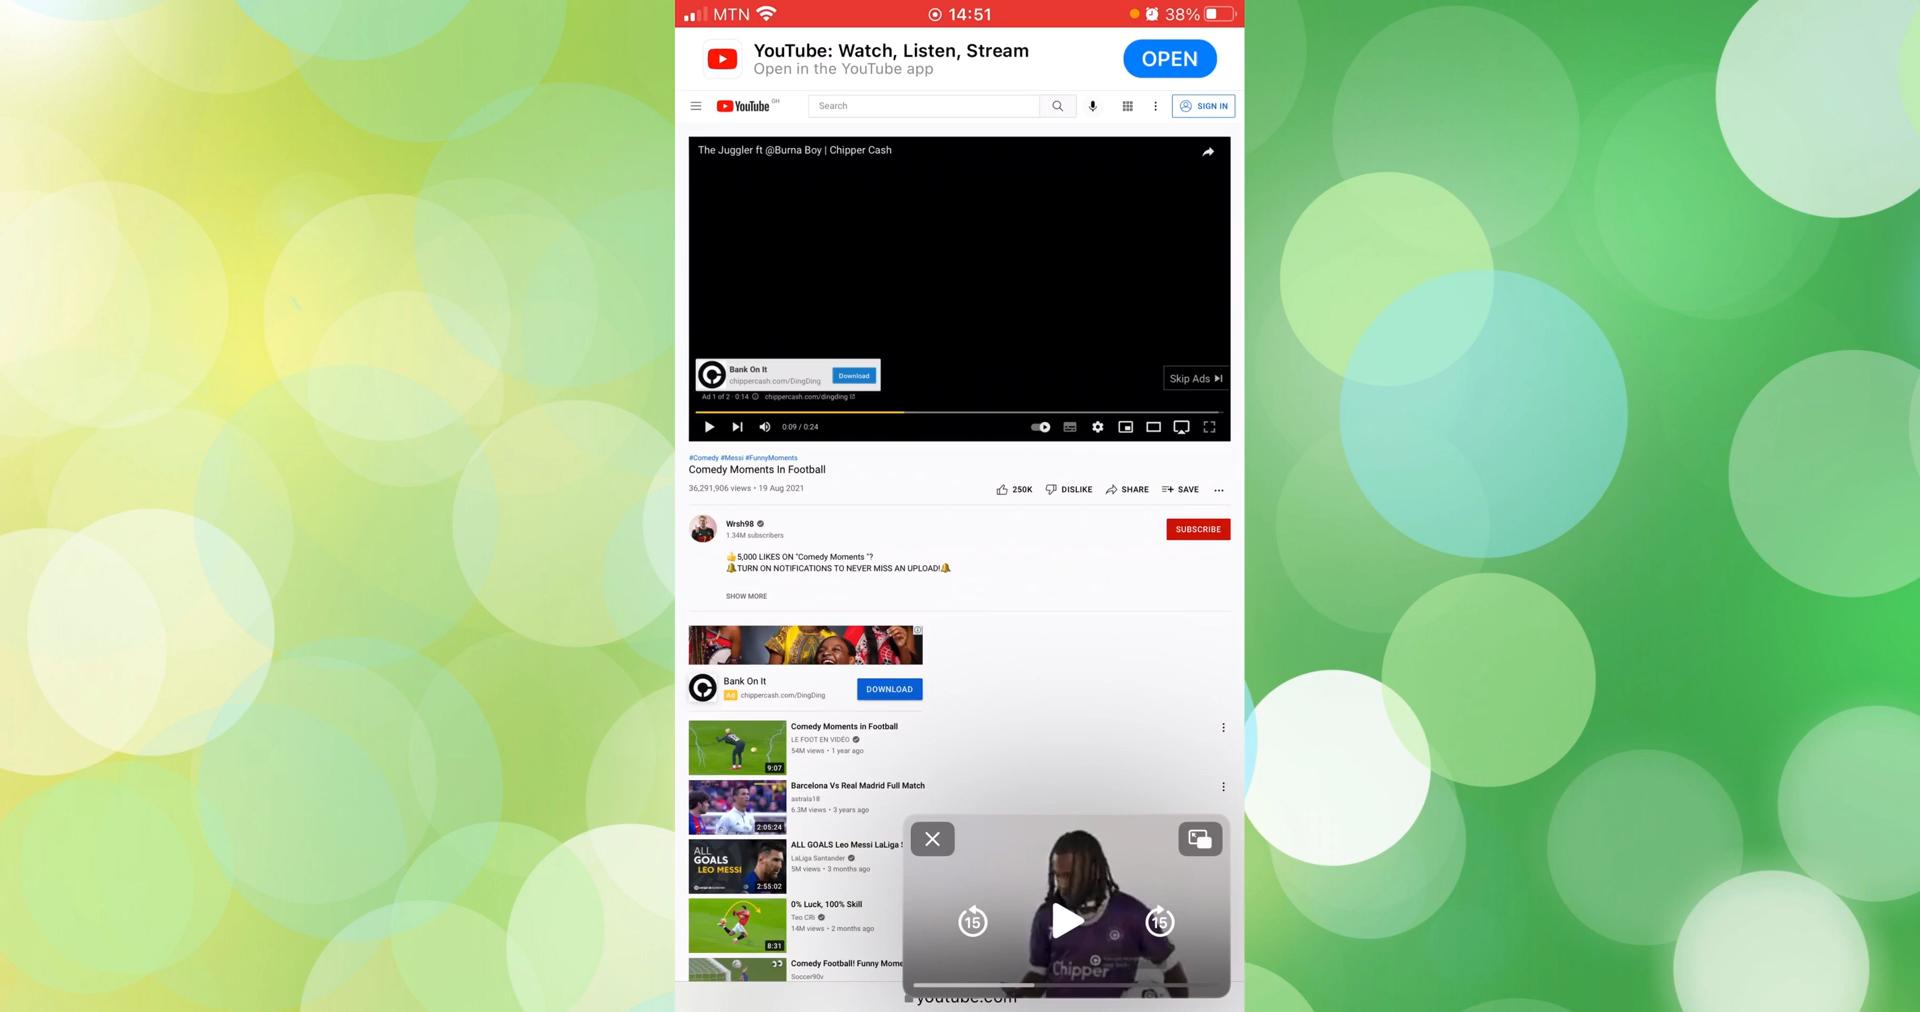 MTN 14:51 38%
YouTube: Watch, Listen, Stream
Open in the YouTube app
OPEN
YouTube GH
Search
SIGN IN
The Juggler ft @Burna Boy | Chipper Cash
Bank On It
chippercash.com/DingDing
Download
Skip Ads
Ad 1 of 2 · 0:14 chippercash.com/dingding
0:09 / 0:24
#Comedy #Messi #FunnyMoments
Comedy Moments In Football
36,291,906 views • 19 Aug 2021
250K DISLIKE SHARE SAVE
Wrsh98
1.34M subscribers
SUBSCRIBE
👍5,000 LIKES ON "Comedy Moments "?
🔔TURN ON NOTIFICATIONS TO NEVER MISS AN UPLOAD!🔔
SHOW MORE
Bank On It
Ad chippercash.com/DingDing
DOWNLOAD
Comedy Moments in Football
LE FOOT EN VIDÉO
54M views • 1 year ago
9:07
Barcelona Vs Real Madrid Full Match
astrala18
6.3M views • 3 years ago
2:05:24
ALL GOALS Leo Messi LaLiga
LaLiga Santander
5M views • 3 months ago
ALL
GOALS
LEO MESSI
2:55:02
0% Luck, 100% Skill
Teo CRi
14M views • 2 months ago
8:31
Comedy Football! Funny Mome
Soccer90v
15
15
Chipper
youtube.com